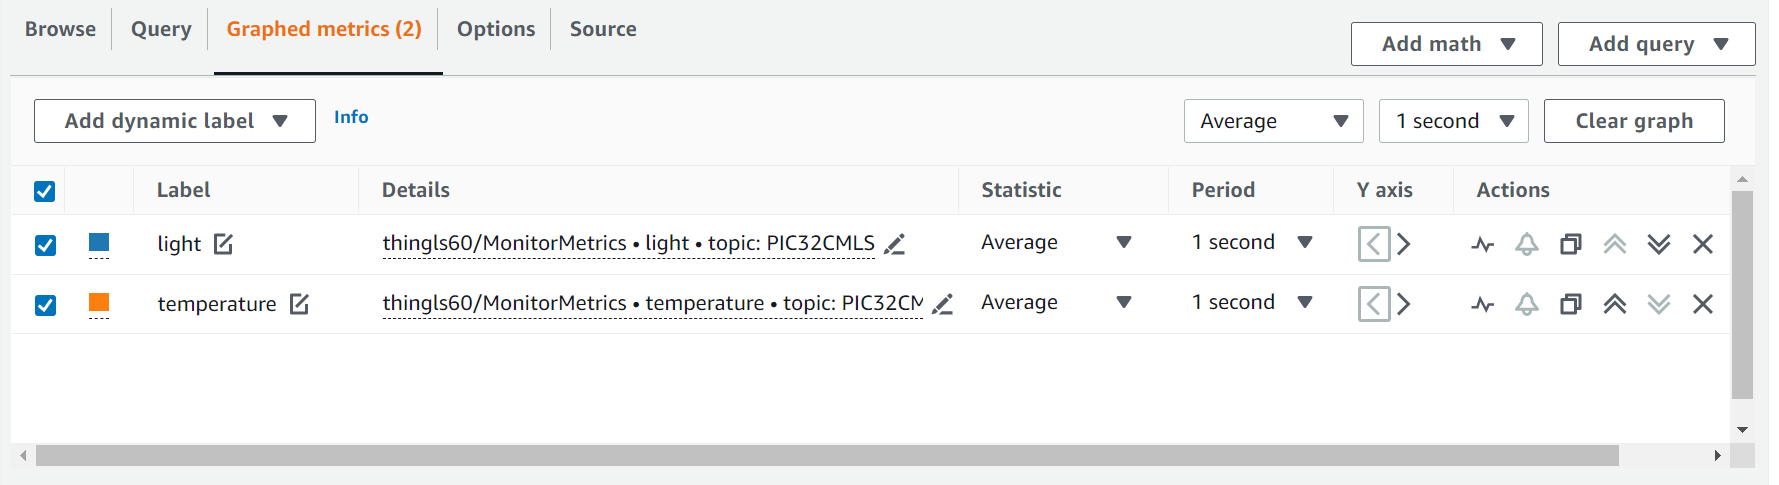 Browse Query Graphed metrics (2) Options Source
Add math Add query
Add dynamic label Info Average 1 second Clear graph
Label Details Statistic Period Y axis Actions
light thingls60/MonitorMetrics • light • topic: PIC32CMLS Average 1 second
temperature thingls60/MonitorMetrics • temperature • topic: PIC32CM Average 1 second